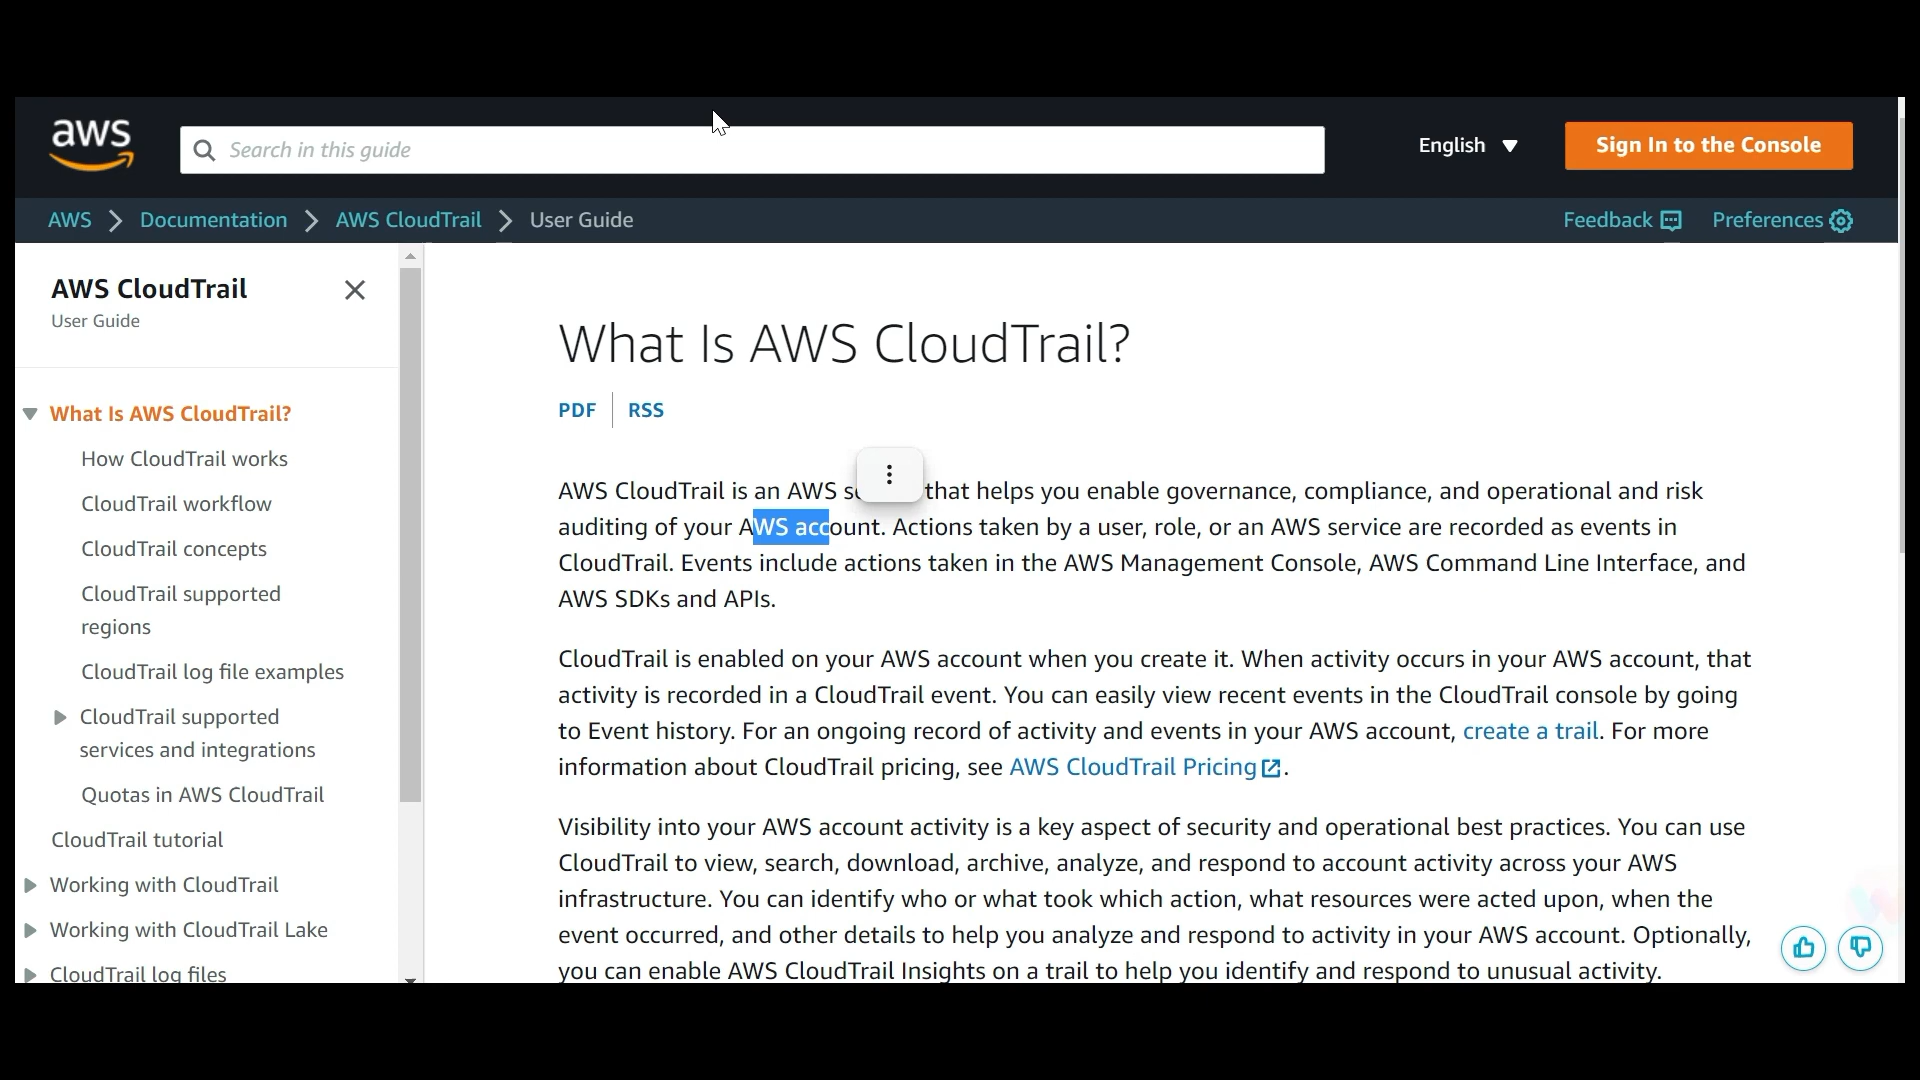 aws
Search in this guide
English
Sign In to the Console
AWS
Documentation
AWS CloudTrail
User Guide
Feedback
Preferences
AWS CloudTrail
User Guide
What Is AWS CloudTrail?
How CloudTrail works
CloudTrail workflow
CloudTrail concepts
CloudTrail supported
regions
CloudTrail log file examples
CloudTrail supported
services and integrations
Quotas in AWS CloudTrail
CloudTrail tutorial
Working with CloudTrail
Working with CloudTrail Lake
CloudTrail log files
What Is AWS CloudTrail?
PDF
RSS
AWS CloudTrail is an AWS that helps you enable governance, compliance, and operational and risk
auditing of your AWS account. Actions taken by a user, role, or an AWS service are recorded as events in
CloudTrail. Events include actions taken in the AWS Management Console, AWS Command Line Interface, and
AWS SDKs and APIs.
CloudTrail is enabled on your AWS account when you create it. When activity occurs in your AWS account, that
activity is recorded in a CloudTrail event. You can easily view recent events in the CloudTrail console by going
to Event history. For an ongoing record of activity and events in your AWS account, create a trail. For more
information about CloudTrail pricing, see AWS CloudTrail Pricing.
Visibility into your AWS account activity is a key aspect of security and operational best practices. You can use
CloudTrail to view, search, download, archive, analyze, and respond to account activity across your AWS
infrastructure. You can identify who or what took which action, what resources were acted upon, when the
event occurred, and other details to help you analyze and respond to activity in your AWS account. Optionally,
you can enable AWS CloudTrail Insights on a trail to help you identify and respond to unusual activity.